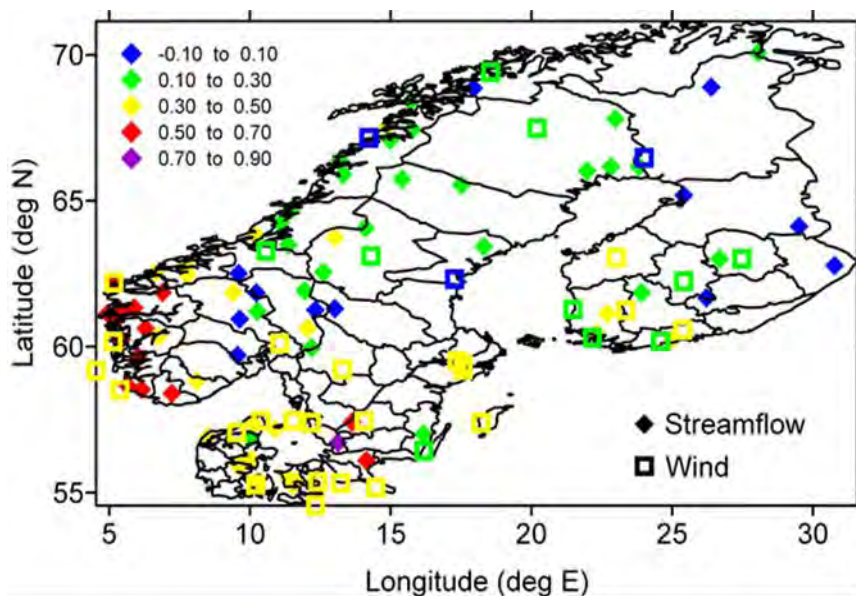 70
65
60
55
Latitude (deg N)
-0.10 to 0.10
0.10 to 0.30
0.30 to 0.50
0.50 to 0.70
0.70 to 0.90
Streamflow
Wind
5 10 15 20 25 30
Longitude (deg E)